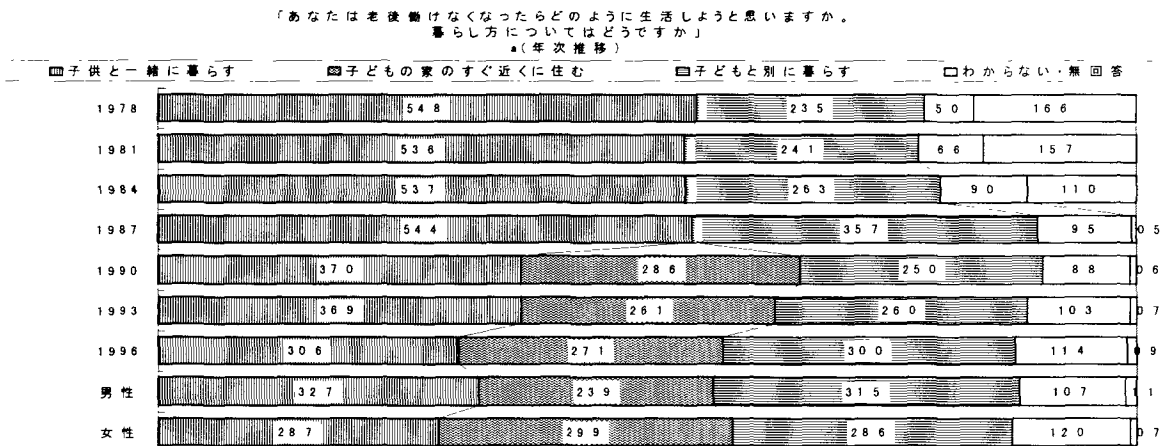 「あなたは老後働けなくなったらどのように生活しようと思いますか。
暮らし方についてはどうですか」
a(年次推移)
子供と一緒に暮らす 子どもの家のすぐ近くに住む 子どもと別に暮らす わからない・無回答
1978 548 235 50 166
1981 536 241 66 157
1984 537 263 90 110
1987 544 357 95 05
1990 370 286 250 88 06
1993 369 261 260 103 07
1996 306 271 300 114 09
男性 327 239 315 107 11
女性 287 299 286 120 07